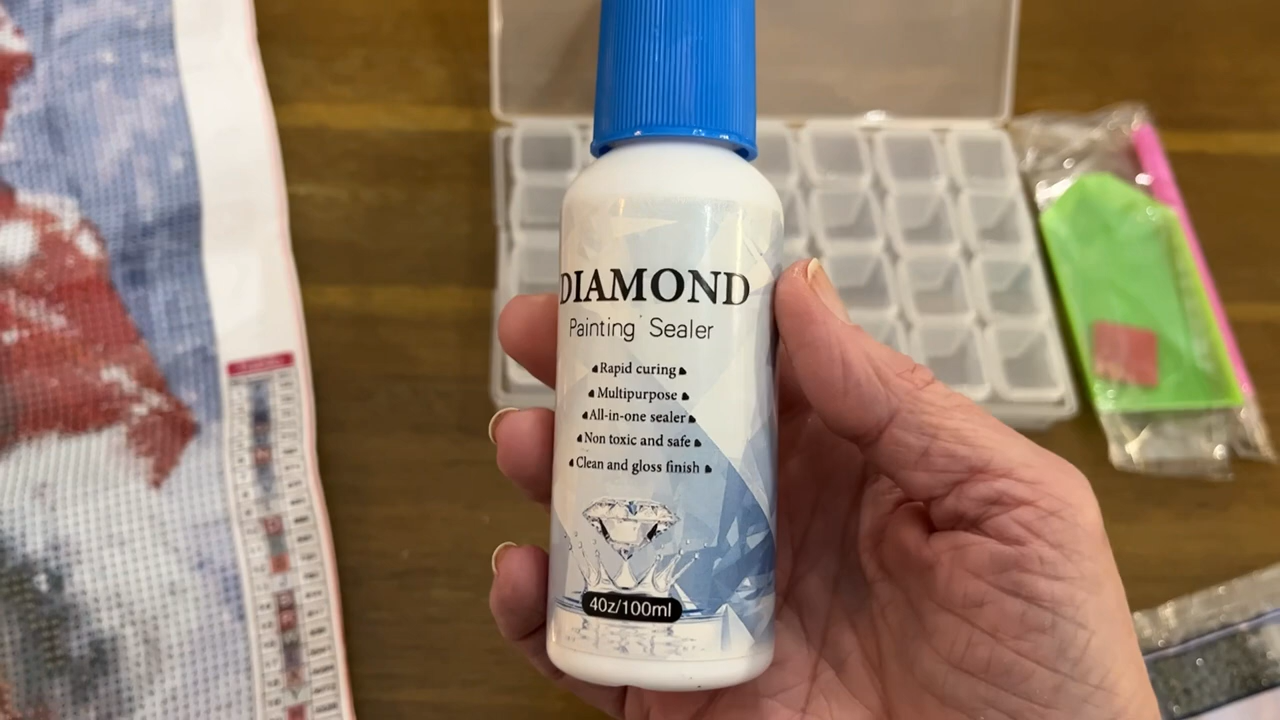 DIAMOND
Painting Sealer
Rapid curing
Multipurpose
All-in-one sealer
Non toxic and safe
Clean and gloss finish
40z/100ml